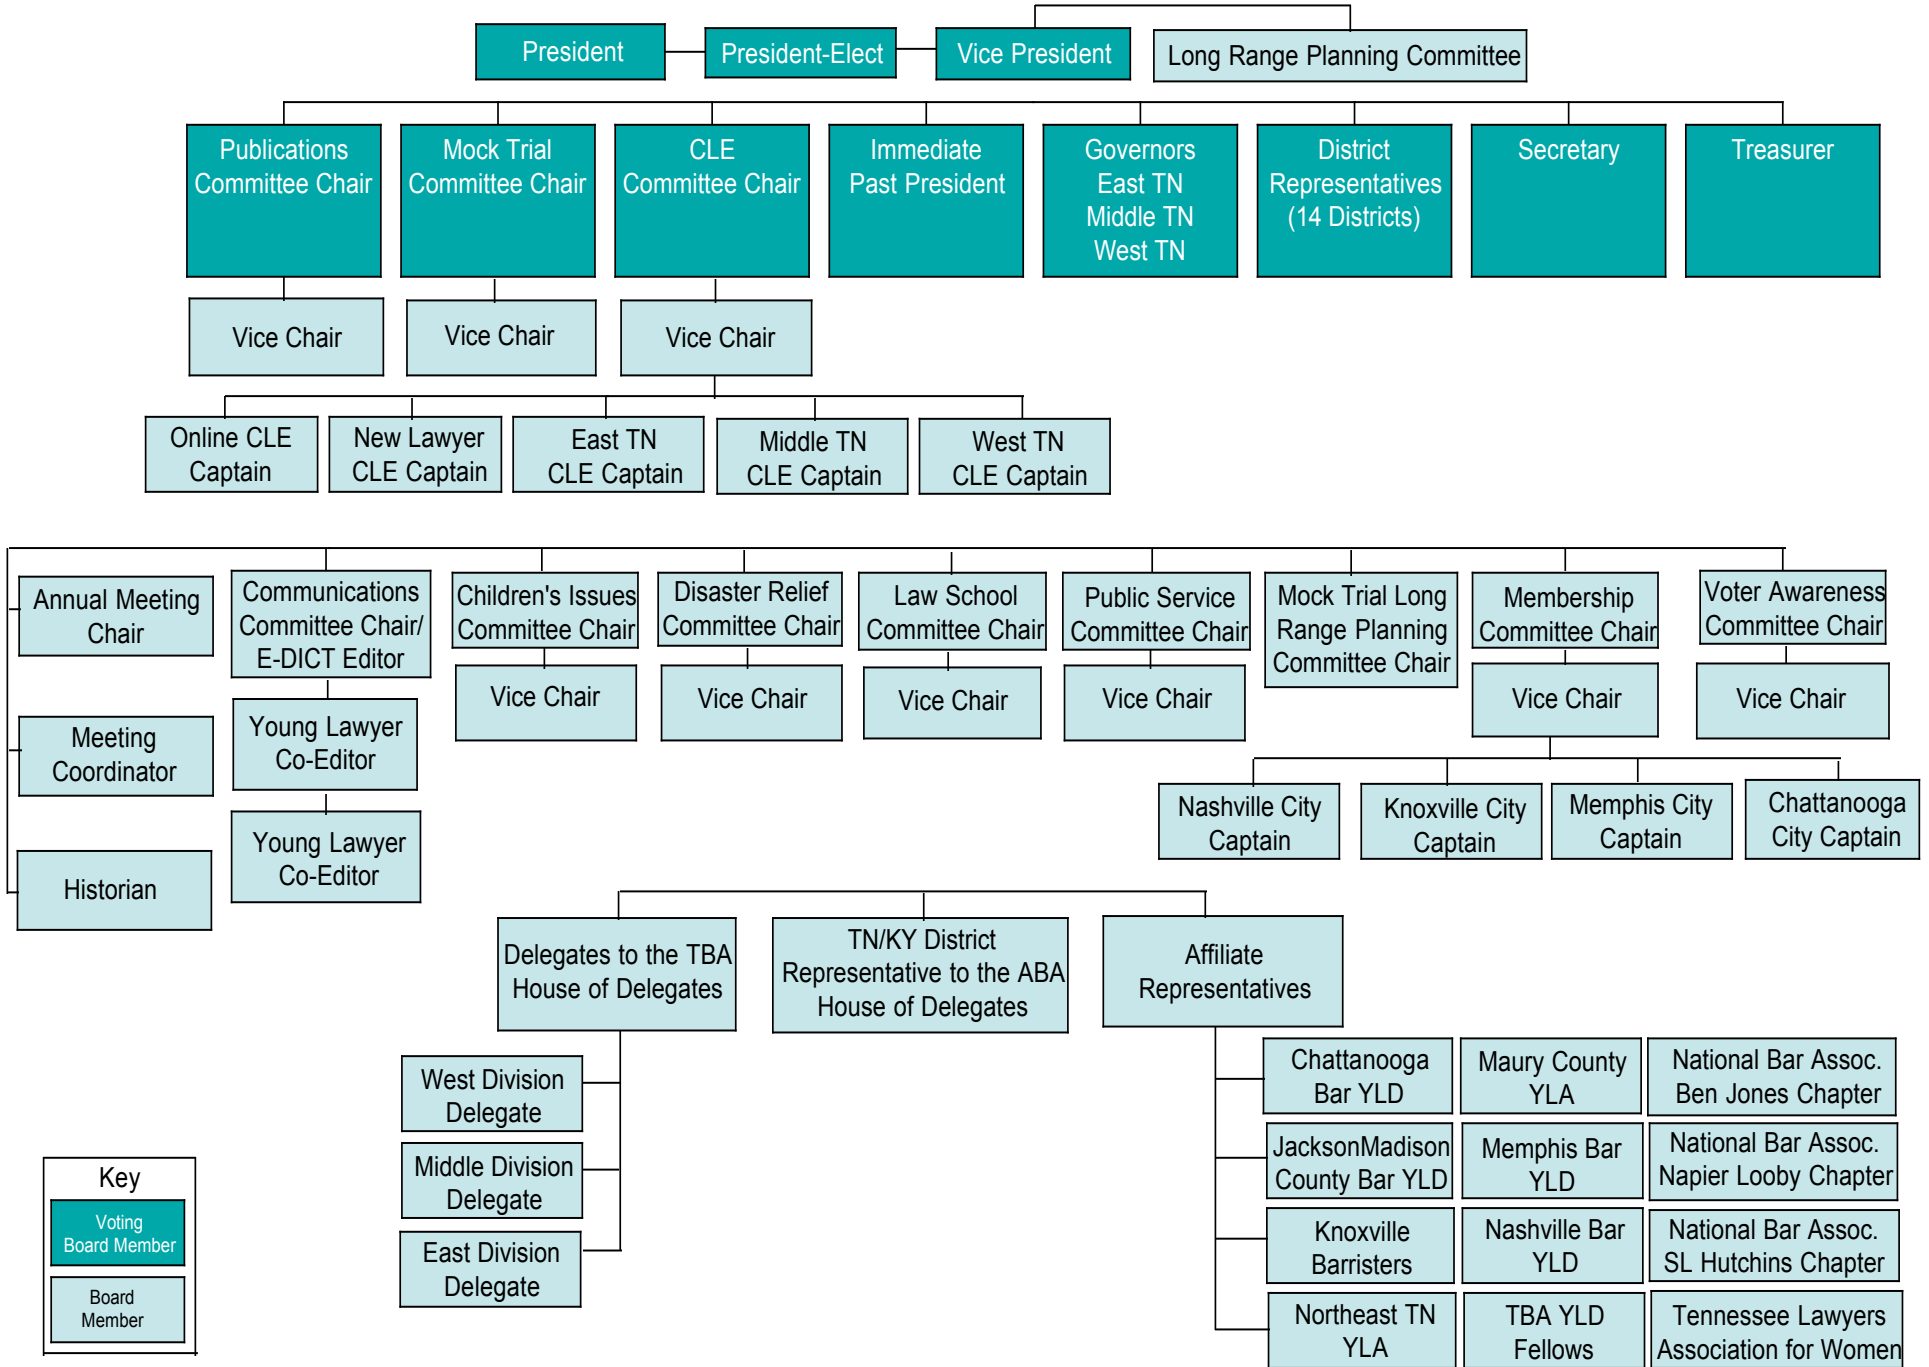 President
President-Elect
Vice President
Long Range Planning Committee
Publications
Committee Chair
Mock Trial
Committee Chair
CLE
Committee Chair
Immediate
Past President
Governors
East TN
Middle TN
West TN
District
Representatives
(14 Districts)
Secretary
Treasurer
Vice Chair
Vice Chair
Vice Chair
Online CLE
Captain
New Lawyer
CLE Captain
East TN
CLE Captain
Middle TN
CLE Captain
West TN
CLE Captain
Annual Meeting
Chair
Communications
Committee Chair/
E-DICT Editor
Children's Issues
Committee Chair
Disaster Relief
Committee Chair
Law School
Committee Chair
Public Service
Committee Chair
Mock Trial Long
Range Planning
Committee Chair
Membership
Committee Chair
Voter Awareness
Committee Chair
Vice Chair
Vice Chair
Vice Chair
Vice Chair
Vice Chair
Vice Chair
Meeting
Coordinator
Young Lawyer
Co-Editor
Nashville City
Captain
Knoxville City
Captain
Memphis City
Captain
Chattanooga
City Captain
Historian
Young Lawyer
Co-Editor
Delegates to the TBA
House of Delegates
TN/KY District
Representative to the ABA
House of Delegates
Affiliate
Representatives
West Division
Delegate
Middle Division
Delegate
East Division
Delegate
Chattanooga
Bar YLD
Maury County
YLA
National Bar Assoc.
Ben Jones Chapter
JacksonMadison
County Bar YLD
Memphis Bar
YLD
National Bar Assoc.
Napier Looby Chapter
Knoxville
Barristers
Nashville Bar
YLD
National Bar Assoc.
SL Hutchins Chapter
Northeast TN
YLA
TBA YLD
Fellows
Tennessee Lawyers
Association for Women
Key
Voting
Board Member
Board
Member